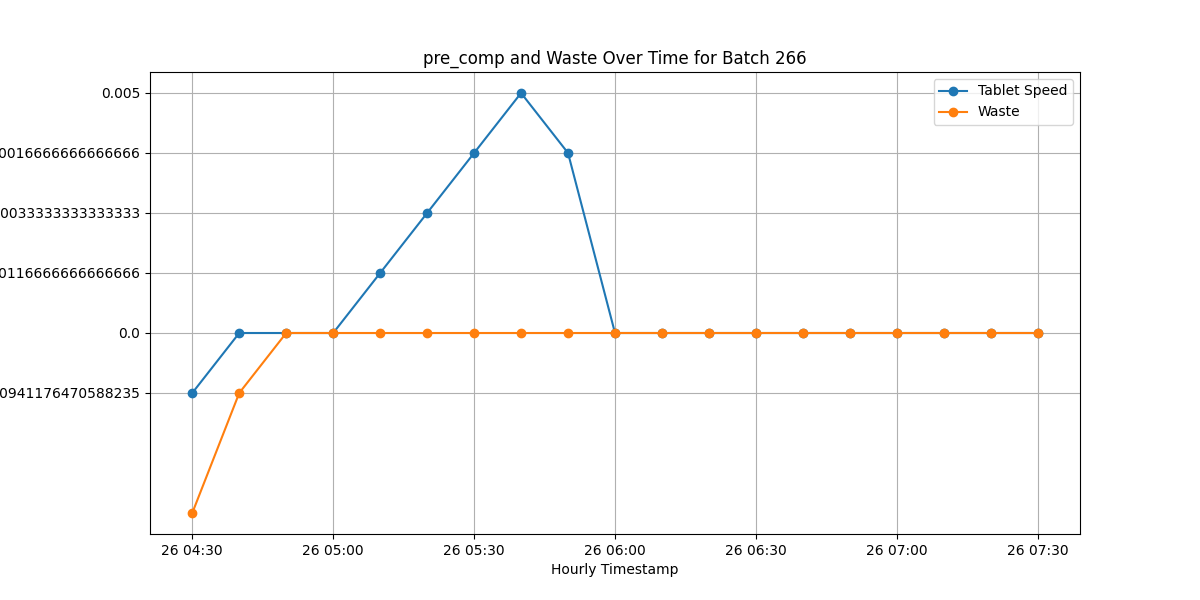 pre_comp and Waste Over Time for Batch 266
Tablet Speed
Waste
0.005
0016666666666666
0033333333333333
0116666666666666
0.0
0941176470588235
26 04:30 26 05:00 26 05:30 26 06:00 26 06:30 26 07:00 26 07:30
Hourly Timestamp